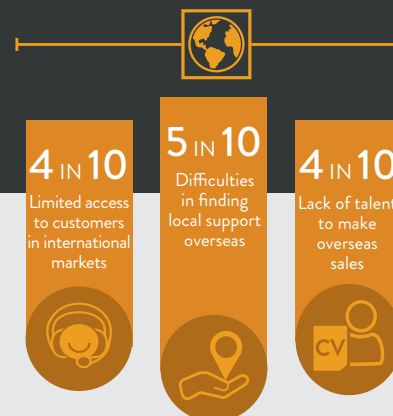 4 IN 10
Limited access
to customers
in international
markets
5 IN 10
Difficulties
in finding
local support
overseas
4 IN 10
Lack of talent
to make
overseas
sales
CV